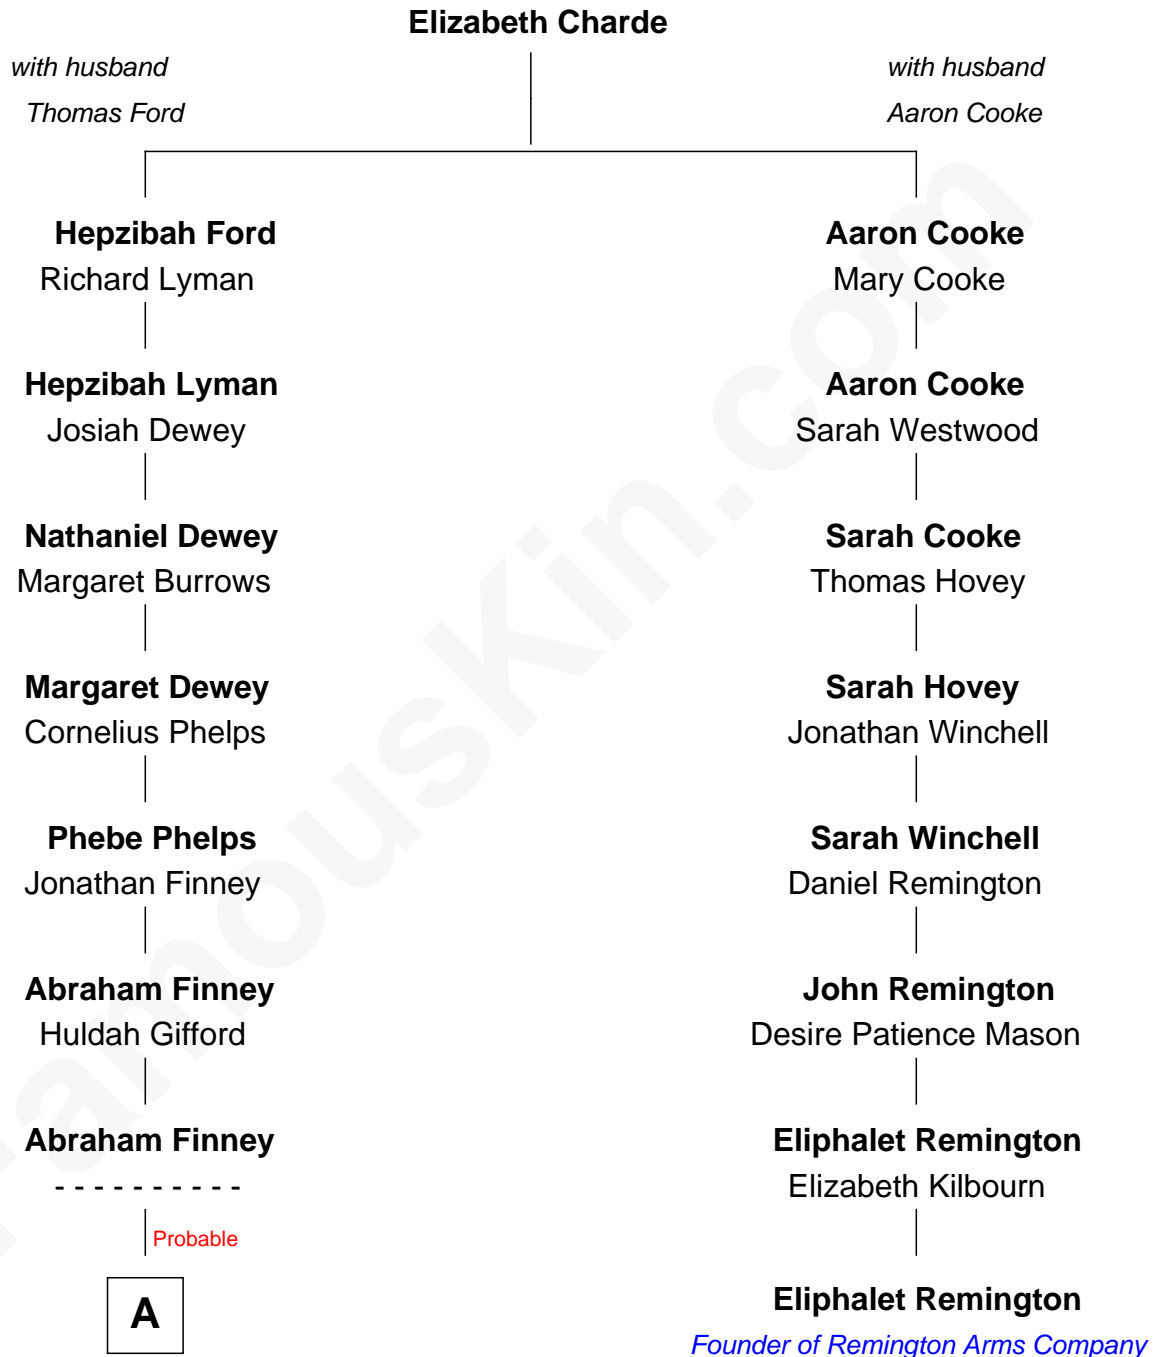 Elizabeth Charde
with husband
Thomas Ford
with husband
Aaron Cooke
Hepzibah Ford
Richard Lyman
Aaron Cooke
Mary Cooke
Hepzibah Lyman
Josiah Dewey
Aaron Cooke
Sarah Westwood
Nathaniel Dewey
Margaret Burrows
Sarah Cooke
Thomas Hovey
Margaret Dewey
Cornelius Phelps
Sarah Hovey
Jonathan Winchell
Phebe Phelps
Jonathan Finney
Sarah Winchell
Daniel Remington
Abraham Finney
Huldah Gifford
John Remington
Desire Patience Mason
Abraham Finney
- - - - - - - - - -
Probable
A
Eliphalet Remington
Elizabeth Kilbourn
Eliphalet Remington
Founder of Remington Arms Company
FamousKin.com